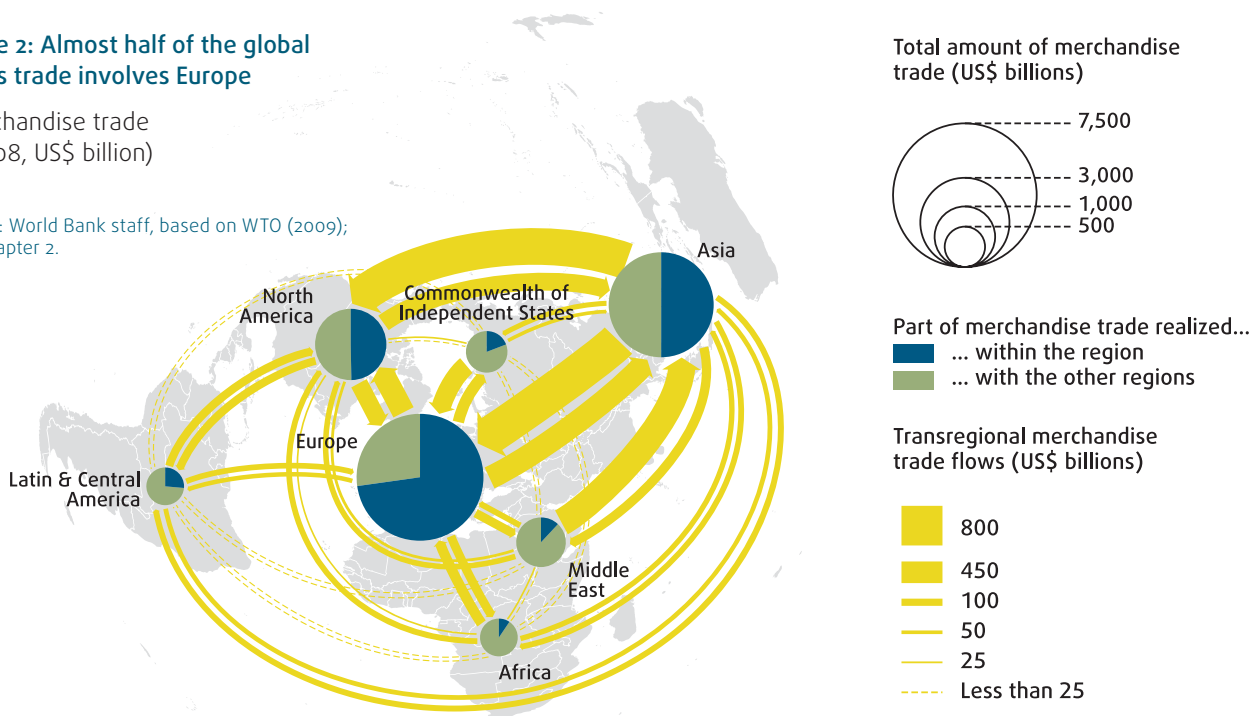 e 2: Almost half of the global
s trade involves Europe
chandise trade
08, US$ billion)
: World Bank staff, based on WTO (2009);
apter 2.
Total amount of merchandise
trade (US$ billions)
7,500
3,000
1,000
500
Part of merchandise trade realized...
... within the region
... with the other regions
Transregional merchandise
trade flows (US$ billions)
800
450
100
50
25
Less than 25
Asia
North
America
Commonwealth of
Independent States
Europe
Latin & Central
America
Middle
East
Africa